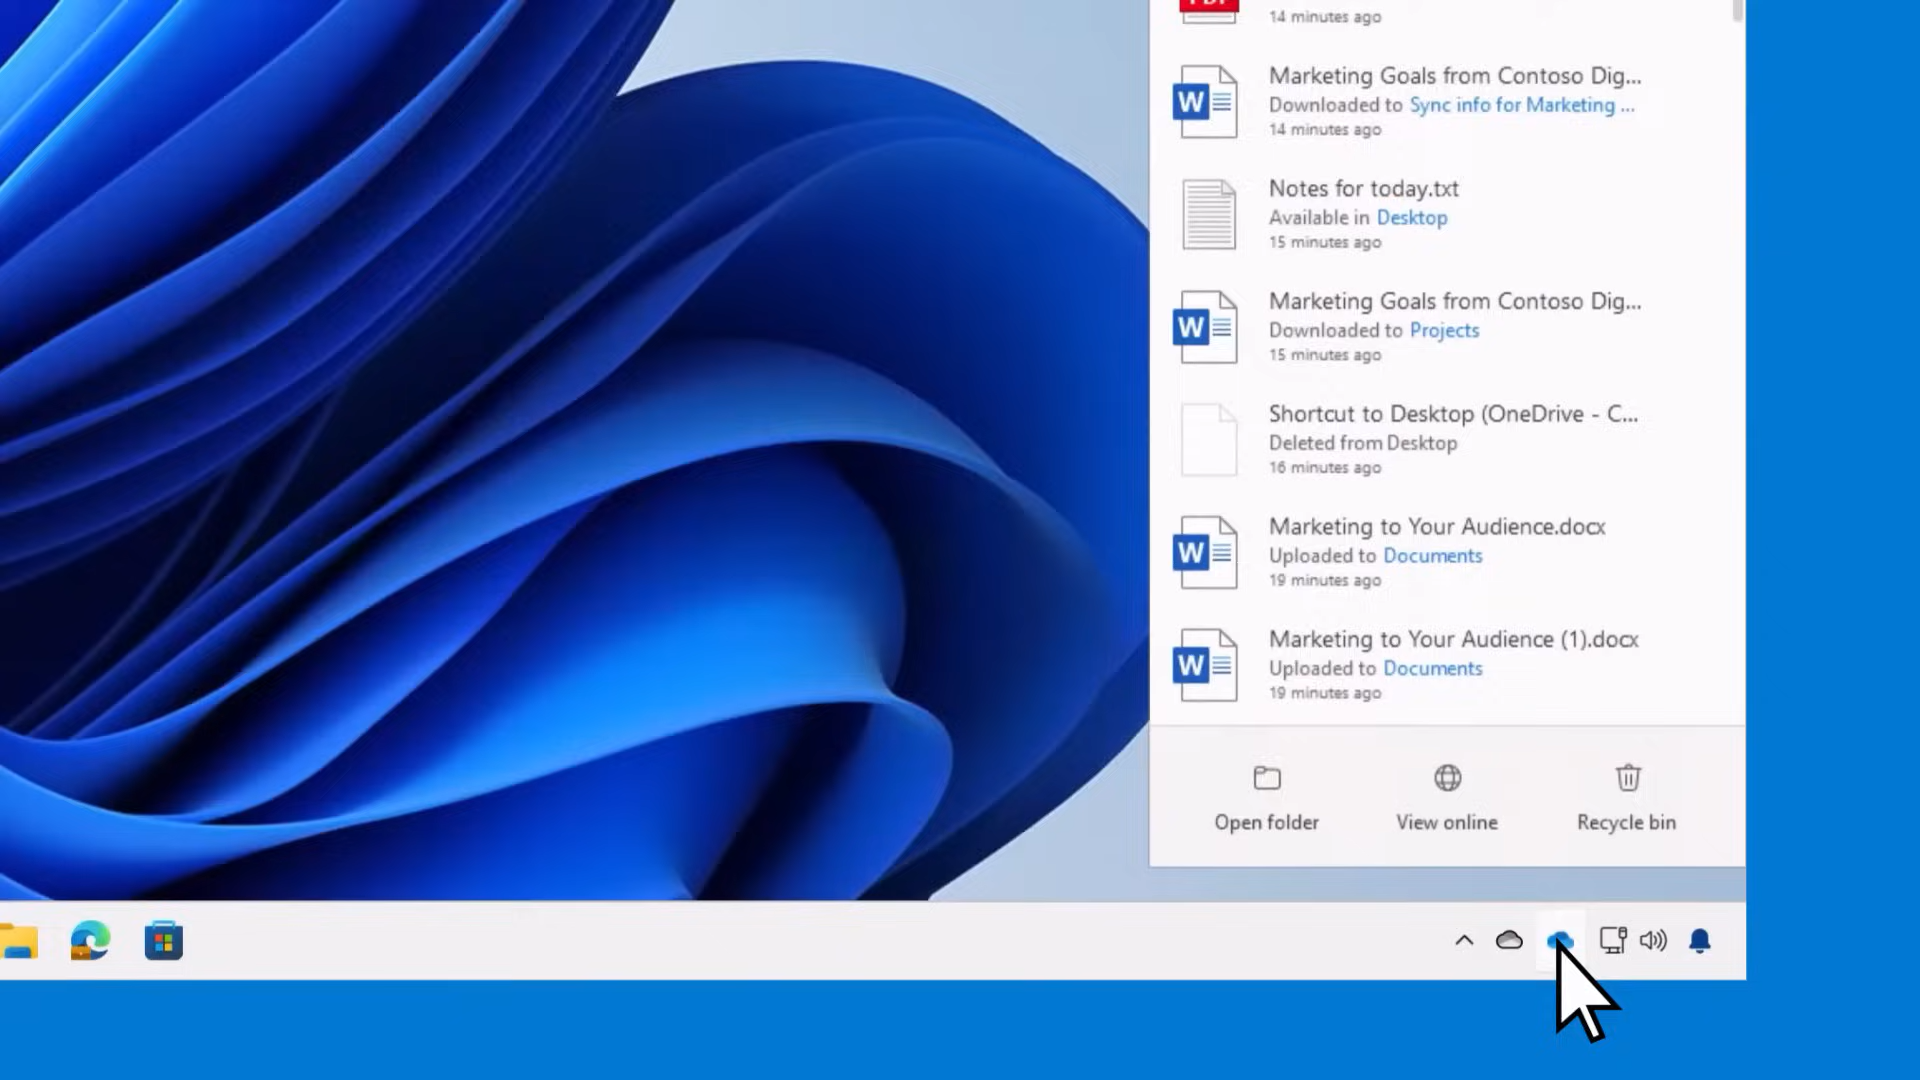 PDF
14 minutes ago
Marketing Goals from Contoso Dig...
Downloaded to Sync info for Marketing ...
14 minutes ago
Notes for today.txt
Available in Desktop
15 minutes ago
Marketing Goals from Contoso Dig...
Downloaded to Projects
15 minutes ago
Shortcut to Desktop (OneDrive - C...
Deleted from Desktop
16 minutes ago
Marketing to Your Audience.docx
Uploaded to Documents
19 minutes ago
Marketing to Your Audience (1).docx
Uploaded to Documents
19 minutes ago
Open folder
View online
Recycle bin